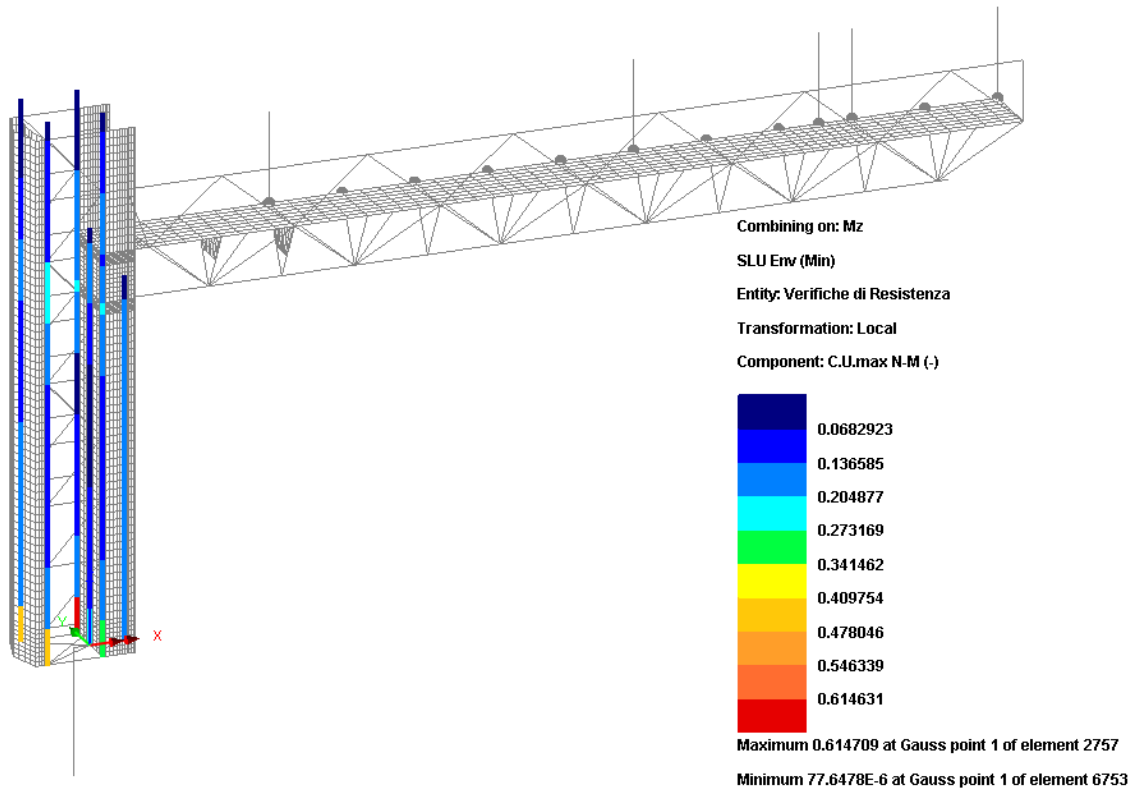 Combining on: Mz
SLU Env (Min)
Entity: Verifiche di Resistenza
Transformation: Local
Component: C.U.max N-M (-)
0.0682923
0.136585
0.204877
0.273169
0.341462
0.409754
0.478046
0.546339
0.614631
Y
X
Maximum 0.614709 at Gauss point 1 of element 2757
Minimum 77.6478E-6 at Gauss point 1 of element 6753